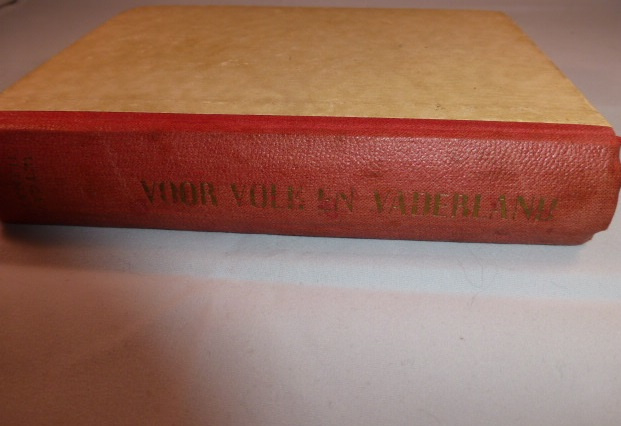 VOOR VOLK EN VADERLAND